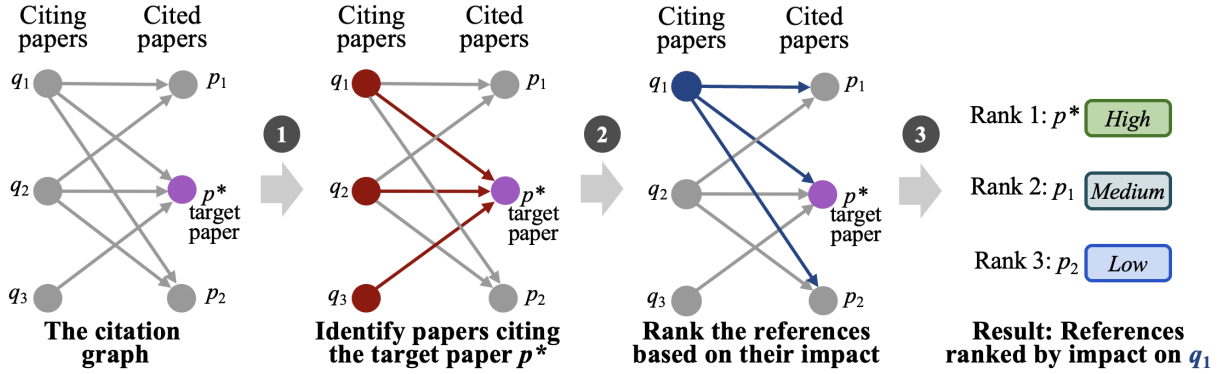 Citing
papers
Cited
papers
q1
p1
q2
p*
target
paper
q3
p2
The citation
graph
1
Citing
papers
Cited
papers
q1
p1
q2
p*
target
paper
q3
p2
Identify papers citing
the target paper p*
2
Citing
papers
Cited
papers
q1
p1
q2
p*
target
paper
q3
p2
Rank the references
based on their impact
3
Rank 1: p* High
Rank 2: p1 Medium
Rank 3: p2 Low
Result: References
ranked by impact on q1